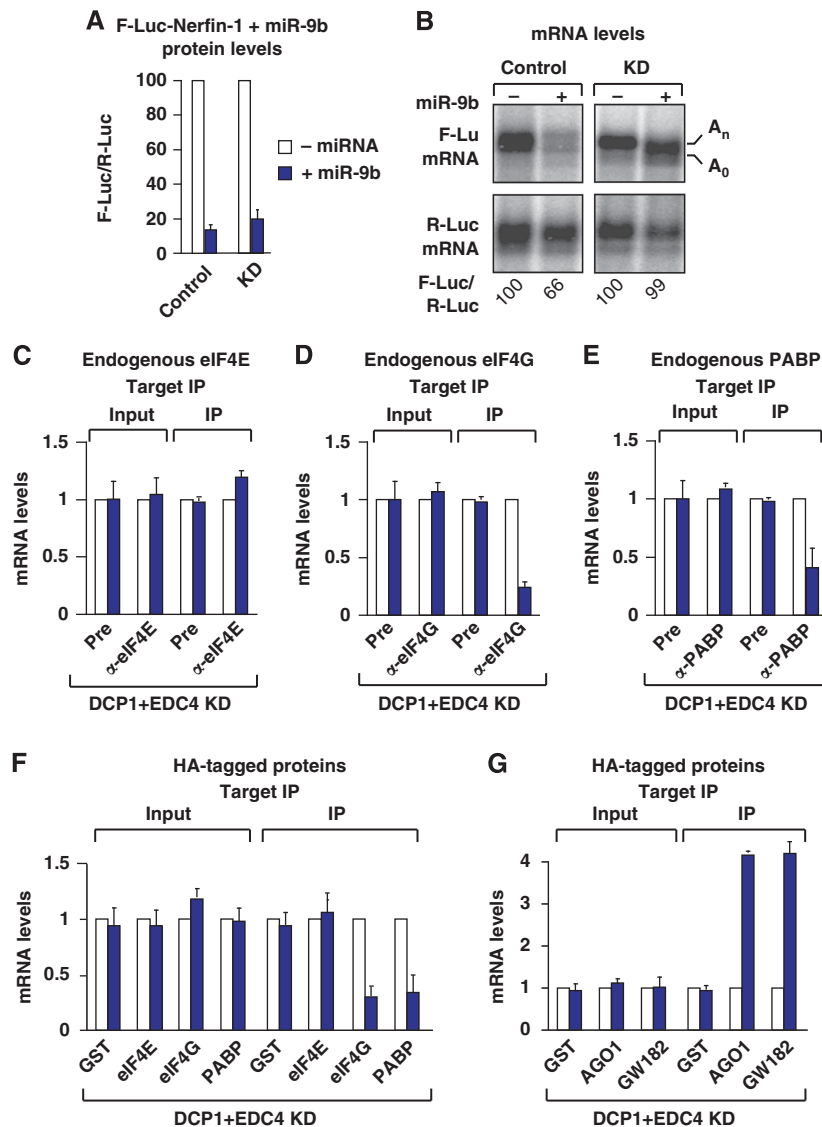 A
F-Luc-Nerfin-1 + miR-9b
protein levels
F-Luc/R-Luc
100
80
60
40
20
0
Control
KD
– miRNA
+ miR-9b
B
mRNA levels
Control
KD
miR-9b
–
+
–
+
F-Lu
mRNA
An
A0
R-Luc
mRNA
F-Luc/
R-Luc
100
66
100
99
C
Endogenous eIF4E
Target IP
Input
IP
mRNA levels
1.5
1
0.5
0
Pre
α-eIF4E
Pre
α-eIF4E
DCP1+EDC4 KD
D
Endogenous eIF4G
Target IP
Input
IP
mRNA levels
1.5
1
0.5
0
Pre
α-eIF4G
Pre
α-eIF4G
DCP1+EDC4 KD
E
Endogenous PABP
Target IP
Input
IP
mRNA levels
1.5
1
0.5
0
Pre
α-PABP
Pre
α-PABP
DCP1+EDC4 KD
F
HA-tagged proteins
Target IP
Input
IP
mRNA levels
1.5
1
0.5
0
GST
eIF4E
eIF4G
PABP
GST
eIF4E
eIF4G
PABP
DCP1+EDC4 KD
G
HA-tagged proteins
Target IP
Input
IP
mRNA levels
4
3
2
1
0
GST
AGO1
GW182
GST
AGO1
GW182
DCP1+EDC4 KD